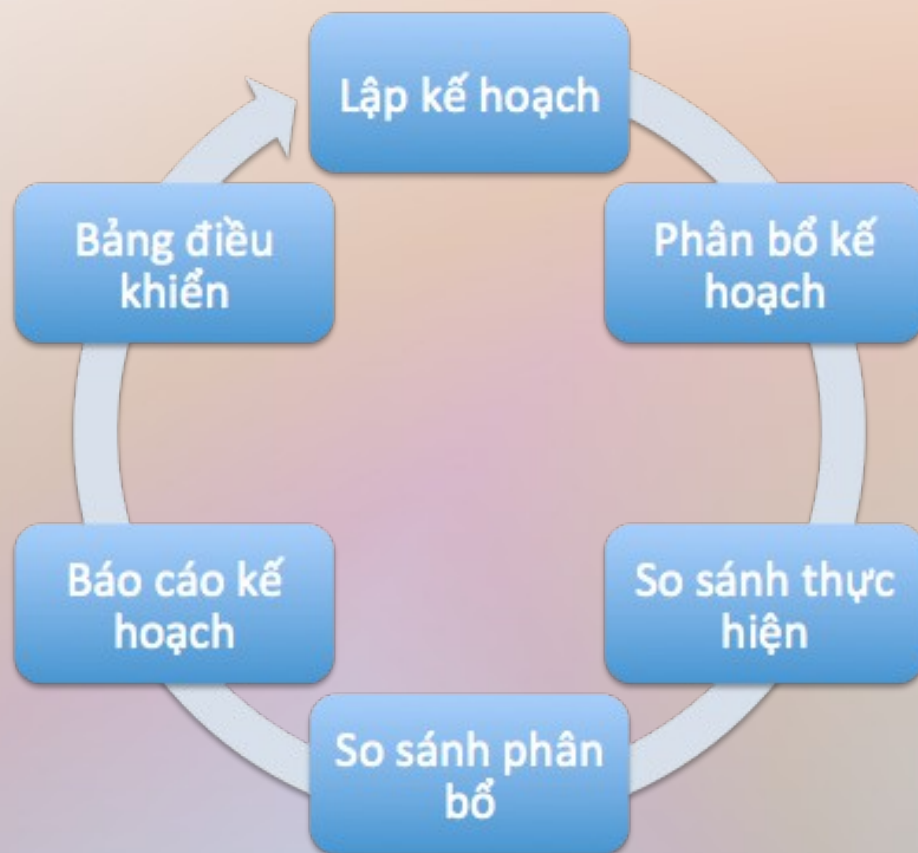 Lập kế hoạch
Phân bổ kế
hoạch
So sánh thực
hiện
So sánh phân
bổ
Báo cáo kế
hoạch
Bảng điều
khiển